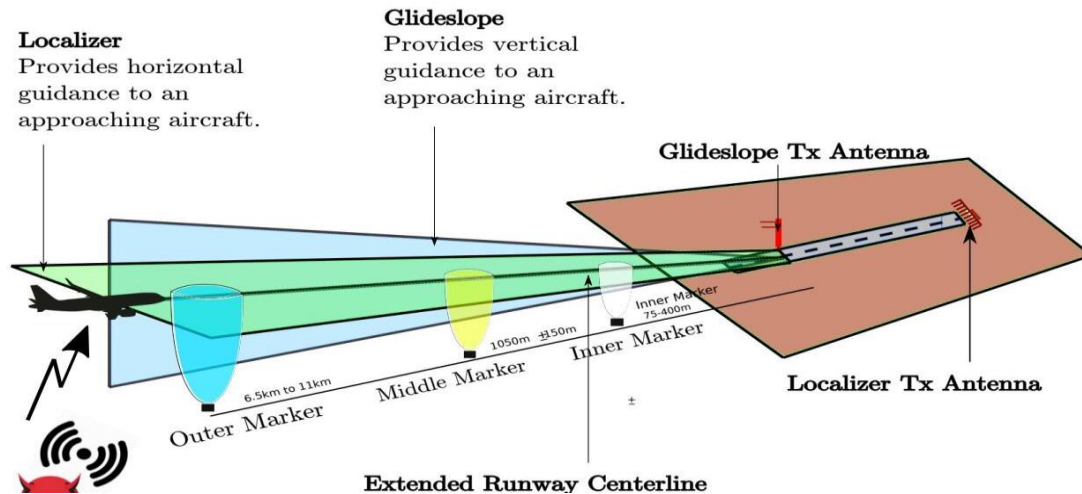 Localizer
Provides horizontal
guidance to an
approaching aircraft.
Glideslope
Provides vertical
guidance to an
approaching aircraft.
Glideslope Tx Antenna
Inner Marker
75-400m
1050m ±150m
6.5km to 11km
Inner Marker
Middle Marker
Outer Marker
Localizer Tx Antenna
±
Extended Runway Centerline